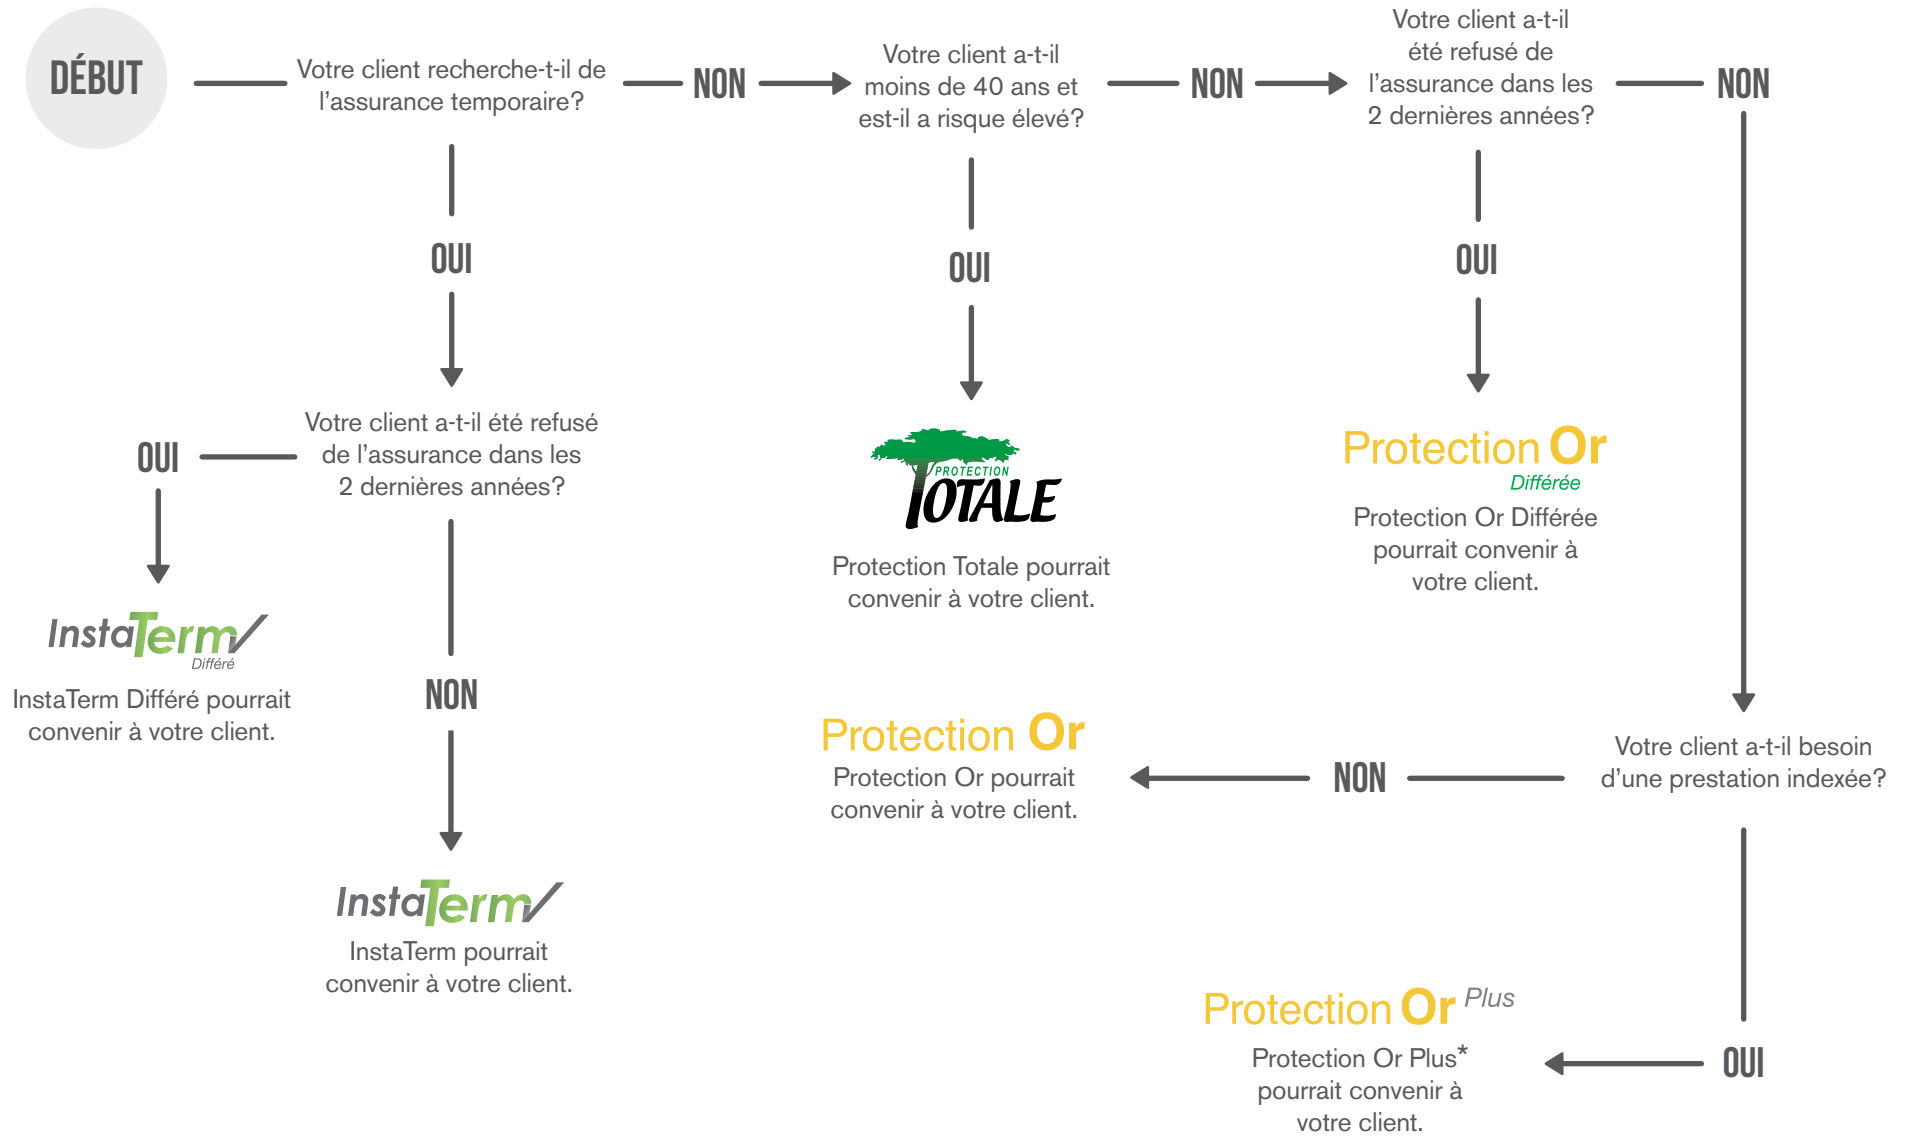 DÉBUT
Votre client recherche-t-il de
l'assurance temporaire?
NON
Votre client a-t-il
moins de 40 ans et
est-il a risque élevé?
NON
Votre client a-t-il
été refusé de
l'assurance dans les
2 dernières années?
NON
OUI
OUI
OUI
Votre client a-t-il été refusé
de l'assurance dans les
2 dernières années?
OUI
InstaTerm
Différé
InstaTerm Différé pourrait
convenir à votre client.
NON
InstaTerm
InstaTerm pourrait
convenir à votre client.
PROTECTION
TOTALE
Protection Totale pourrait
convenir à votre client.
Protection Or
Différée
Protection Or Différée
pourrait convenir à
votre client.
Votre client a-t-il besoin
d'une prestation indexée?
NON
Protection Or
Protection Or pourrait
convenir à votre client.
OUI
Protection Or Plus
Protection Or Plus*
pourrait convenir à
votre client.